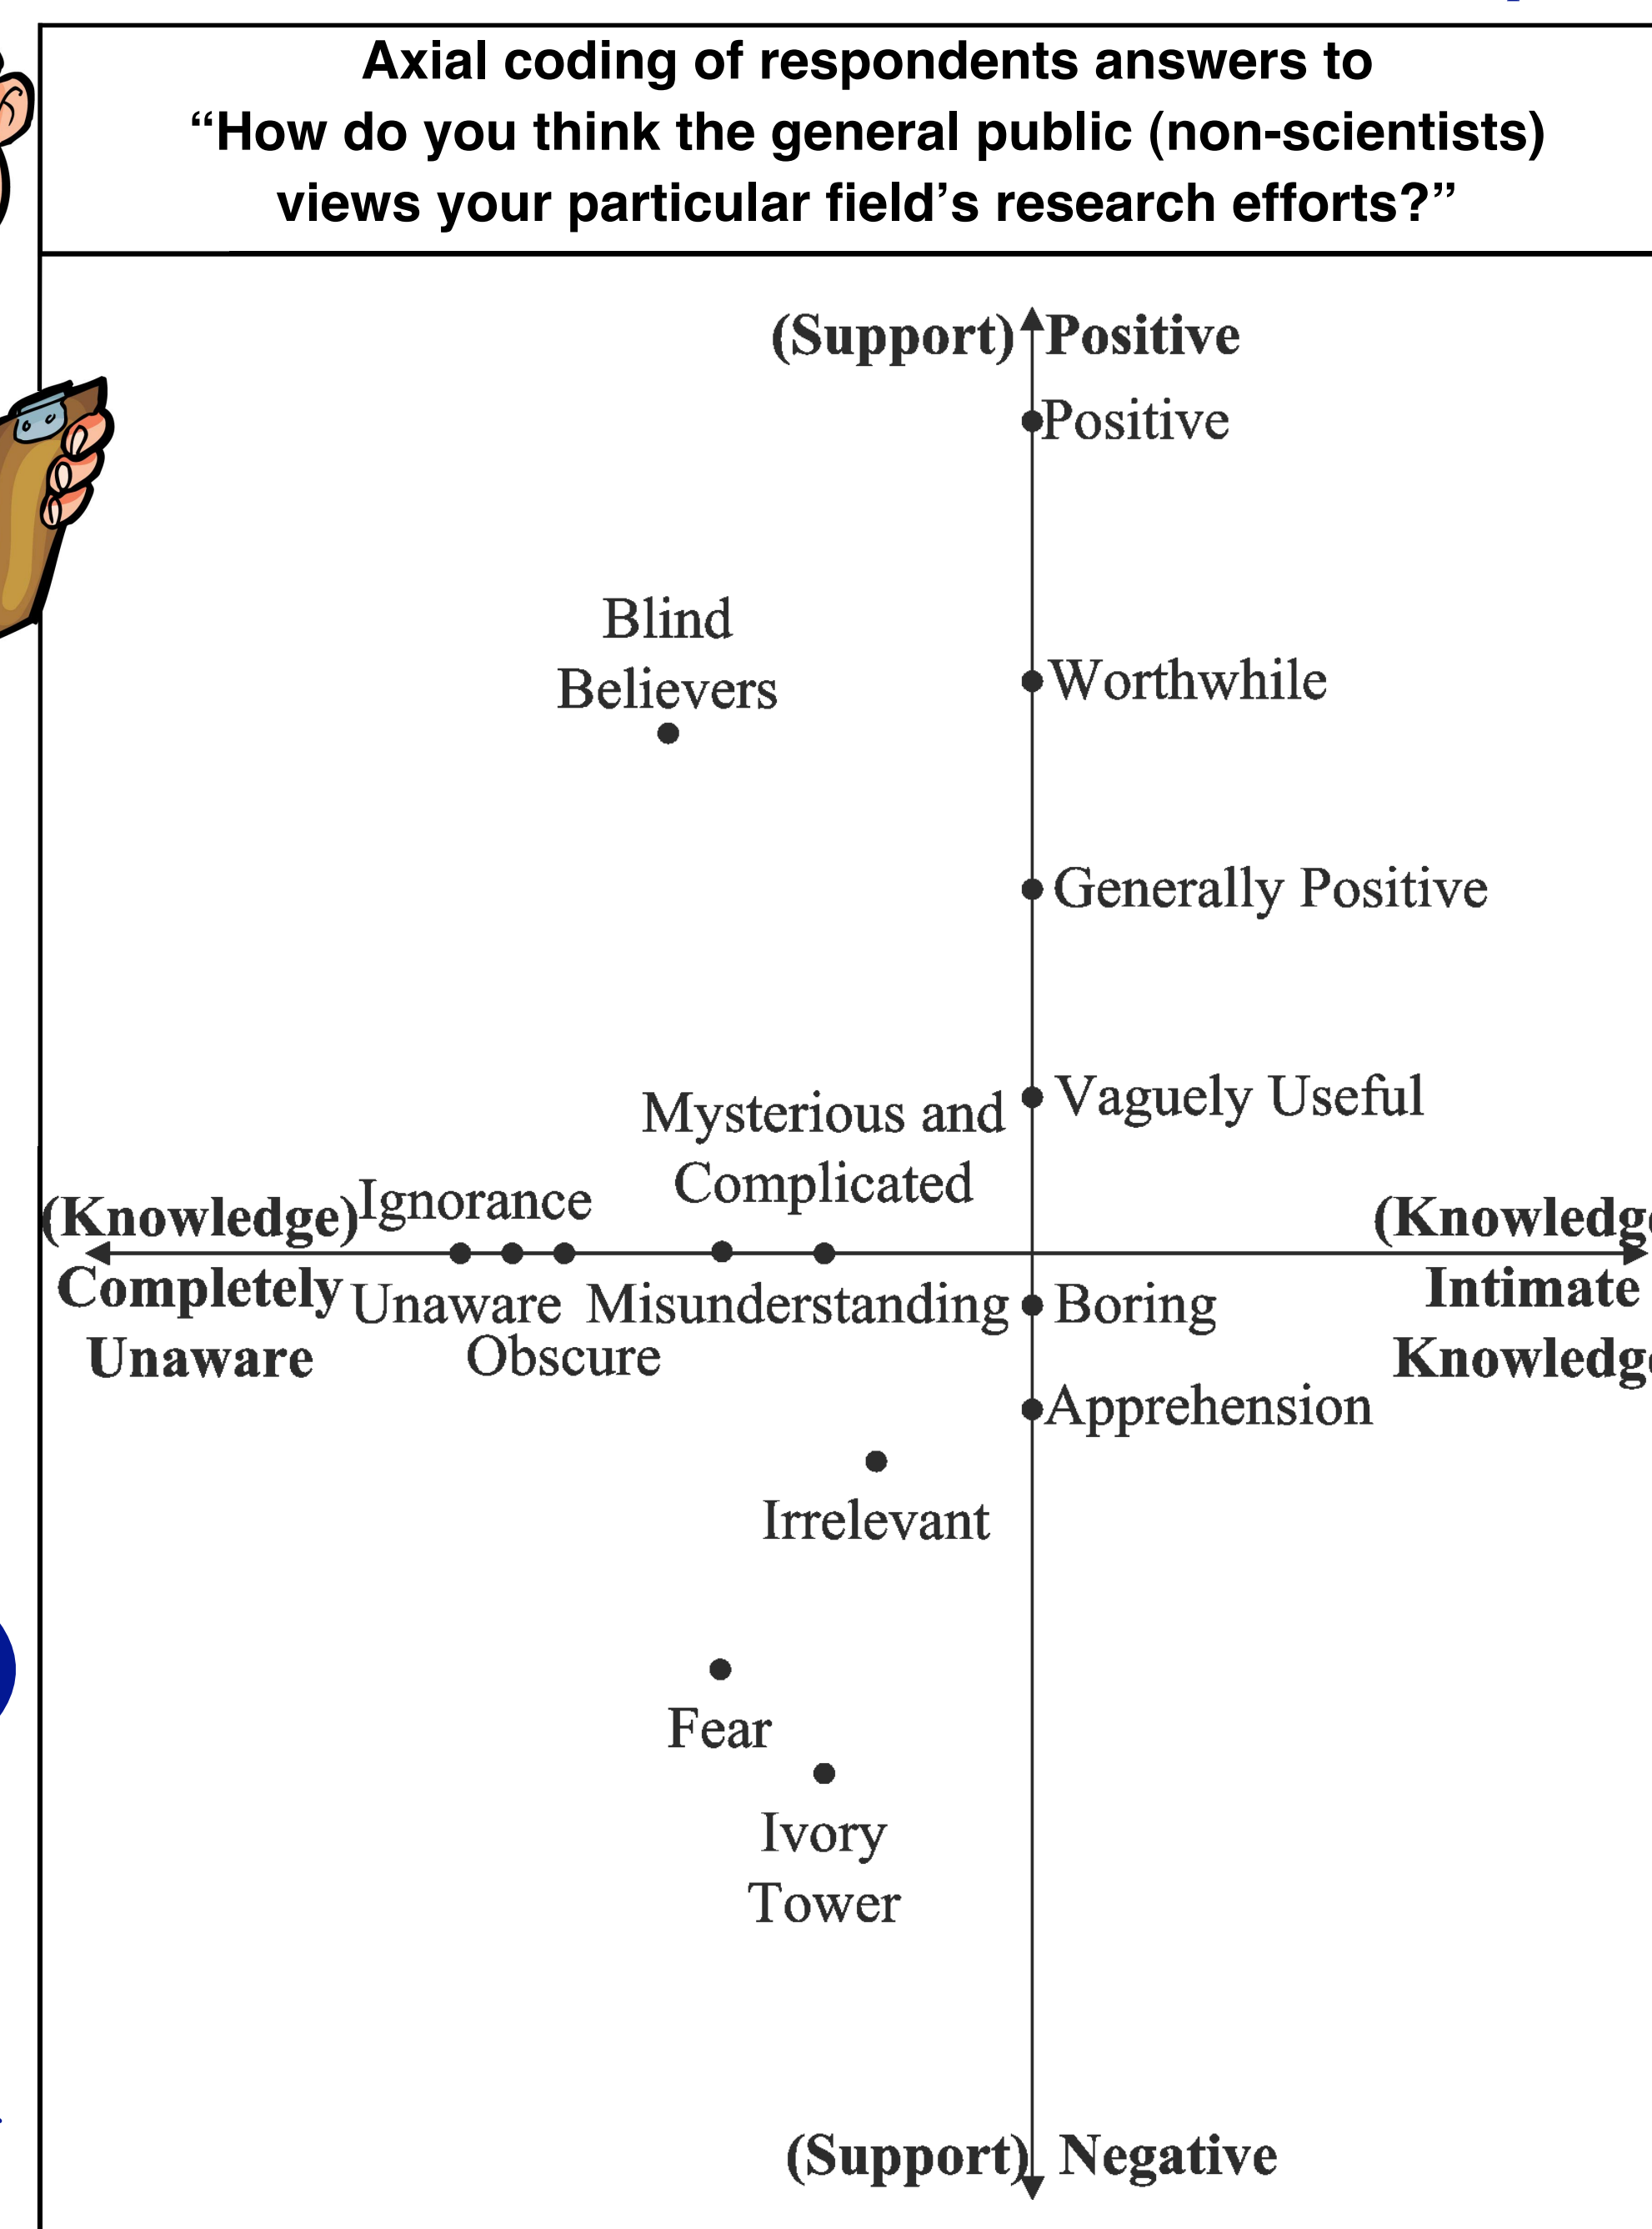 Axial coding of respondents answers to
“How do you think the general public (non-scientists)
views your particular field’s research efforts?”
(Support) Positive
Positive
Blind
Believers
Worthwhile
Generally Positive
Vaguely Useful
Mysterious and
Complicated
(Knowledge)
Ignorance
(Knowledg
Completely
Unaware
Unaware
Obscure
Misunderstanding
Boring
Intimate
Knowledg
Apprehension
Irrelevant
Fear
Ivory
Tower
(Support) Negative